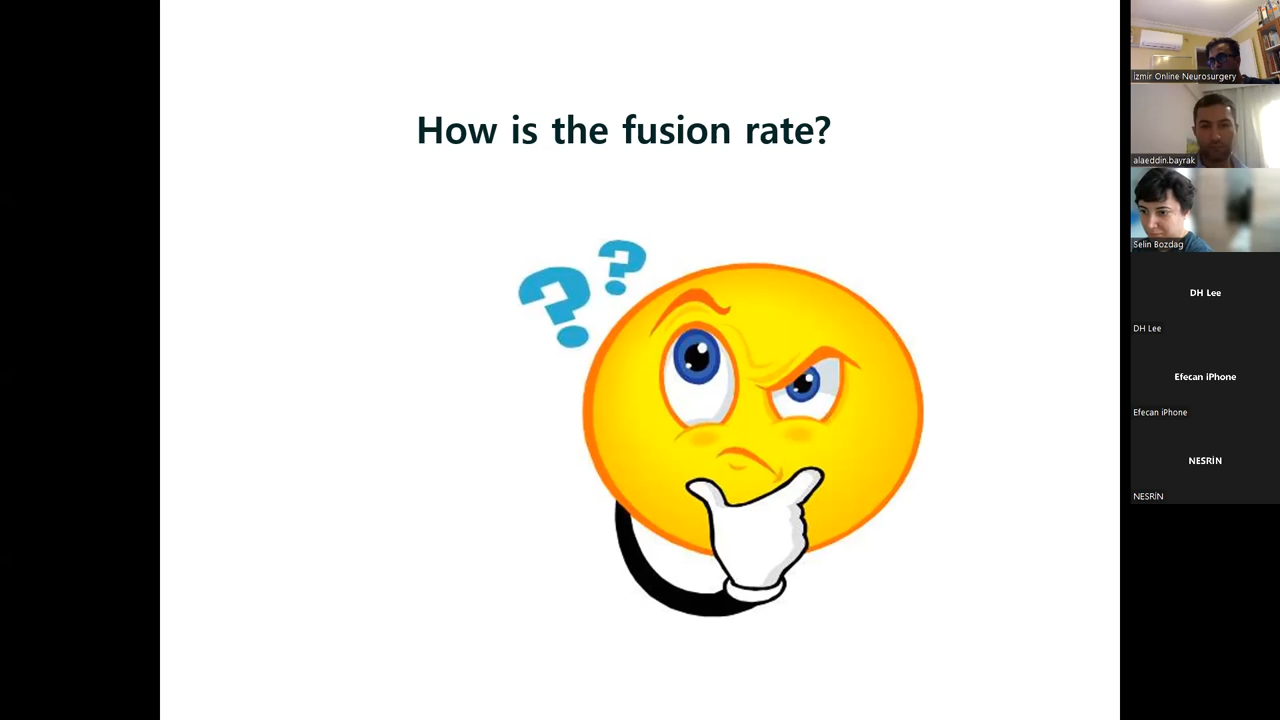 How is the fusion rate?
? ?
İzmir Online Neurosurgery
alaeddin.bayrak
Selin Bozdag
DH Lee
DH Lee
Efecan iPhone
Efecan iPhone
NESRİN
NESRİN